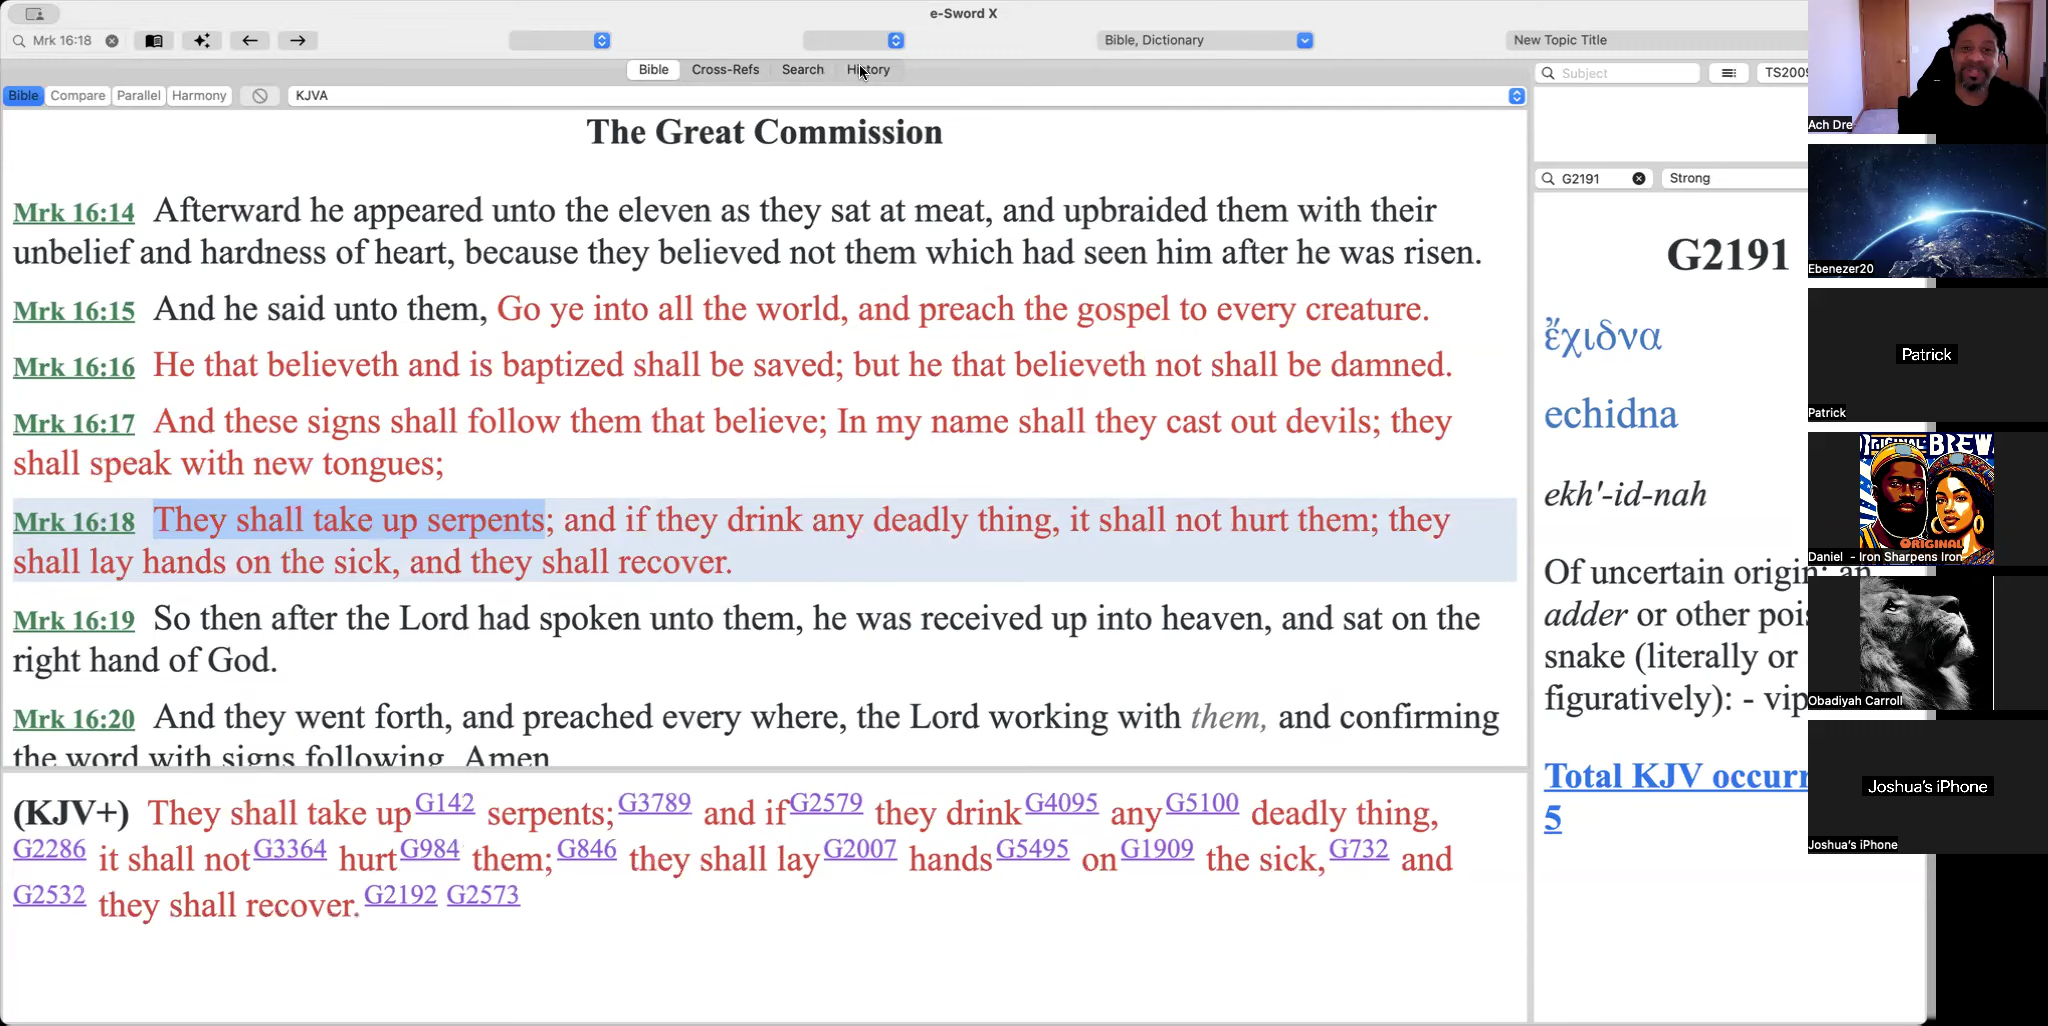 e-Sword X
Mrk 16:18
Bible, Dictionary
New Topic Title
Bible Cross-Refs Search History
Subject
TS2009
Bible Compare Parallel Harmony
KJVA
The Great Commission
Mrk 16:14 Afterward he appeared unto the eleven as they sat at meat, and upbraided them with their
unbelief and hardness of heart, because they believed not them which had seen him after he was risen.
Mrk 16:15 And he said unto them, Go ye into all the world, and preach the gospel to every creature.
Mrk 16:16 He that believeth and is baptized shall be saved; but he that believeth not shall be damned.
Mrk 16:17 And these signs shall follow them that believe; In my name shall they cast out devils; they
shall speak with new tongues;
Mrk 16:18 They shall take up serpents; and if they drink any deadly thing, it shall not hurt them; they
shall lay hands on the sick, and they shall recover.
Mrk 16:19 So then after the Lord had spoken unto them, he was received up into heaven, and sat on the
right hand of God.
Mrk 16:20 And they went forth, and preached every where, the Lord working with them, and confirming
the word with signs following. Amen
(KJV+) They shall take up G142 serpents; G3789 and if G2579 they drink G4095 any G5100 deadly thing,
G2286 it shall not G3364 hurt G984 them; G846 they shall lay G2007 hands G5495 on G1909 the sick, G732 and
G2532 they shall recover. G2192 G2573
G2191
Strong
G2191
ἔχιδνα
echidna
ekh'-id-nah
Of uncertain origin; an
adder or other poi
snake (literally or
figuratively): - vip
Total KJV occurr
5
Ach Dre
Ebenezer20
Patrick
Patrick
ORIGINAL BREW
ORIGINAL
Daniel - Iron Sharpens Iron
Obadiyah Carroll
Joshua's iPhone
Joshua's iPhone